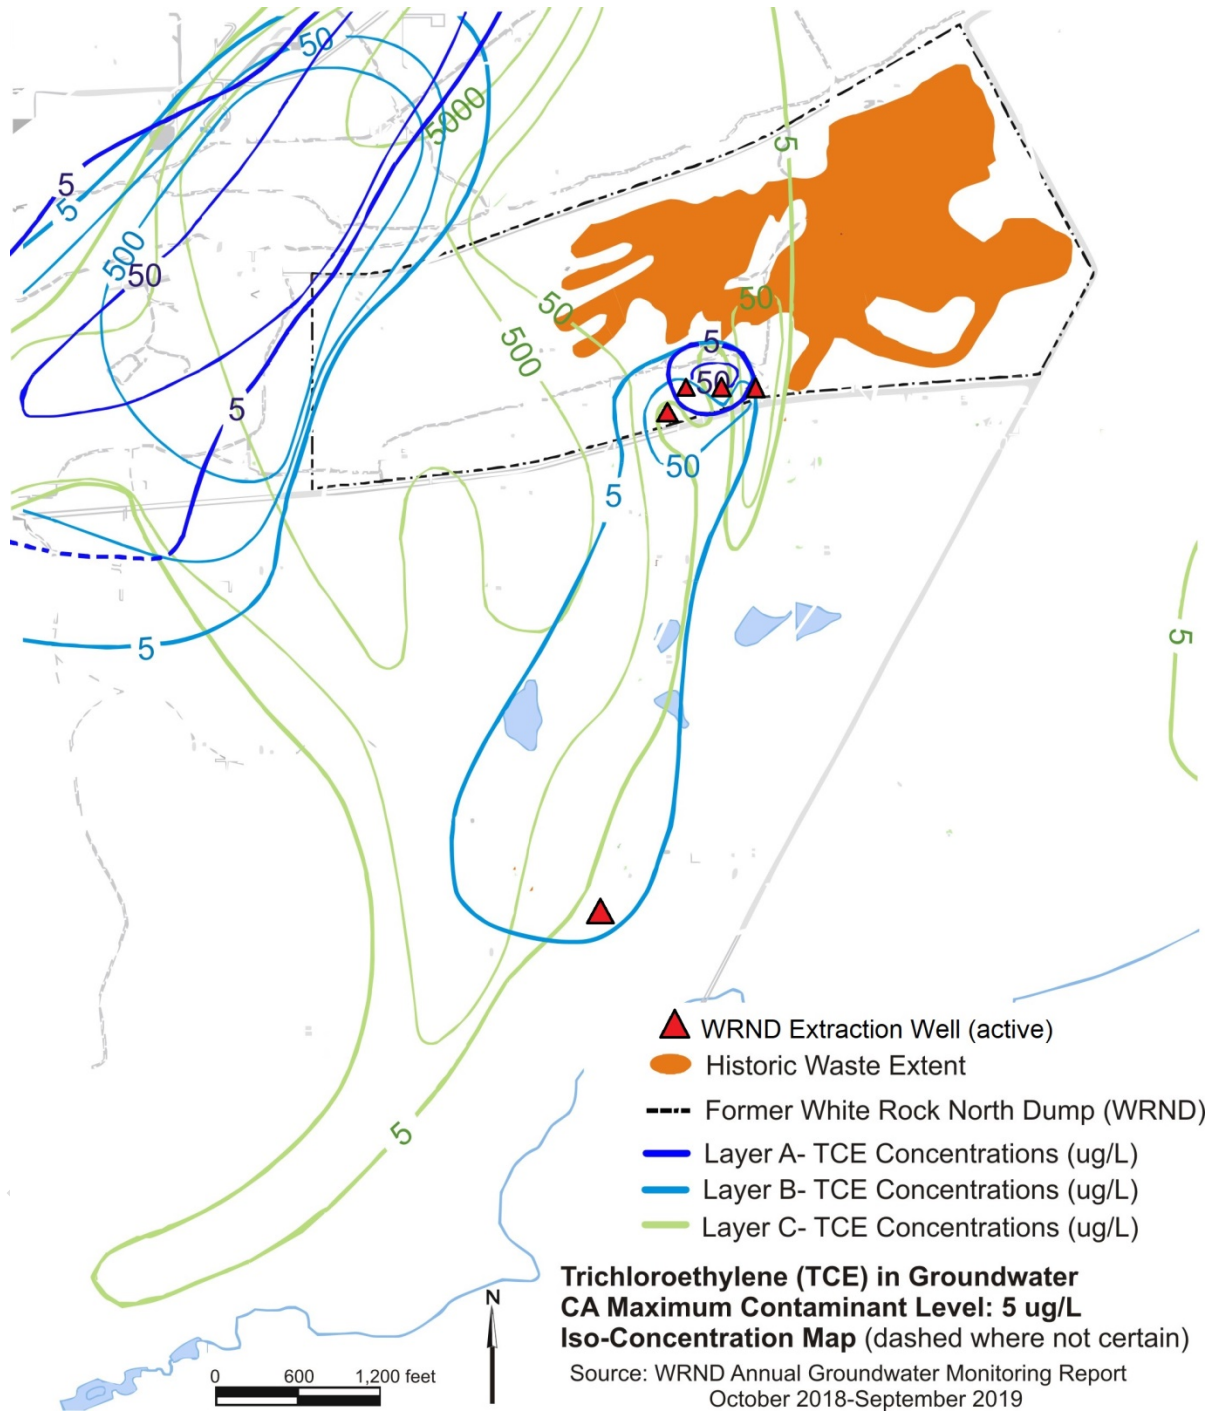 50
5000
5
5
5
500
50
50
50
500
5
50
5
50
5
5
5
5
WRND Extraction Well (active)
Historic Waste Extent
Former White Rock North Dump (WRND)
5
Layer A- TCE Concentrations (ug/L)
Layer B- TCE Concentrations (ug/L)
Layer C- TCE Concentrations (ug/L)
Trichloroethylene (TCE) in Groundwater
CA Maximum Contaminant Level: 5 ug/L
Iso-Concentration Map (dashed where not certain)
N
0 600 1,200 feet
Source: WRND Annual Groundwater Monitoring Report
October 2018-September 2019